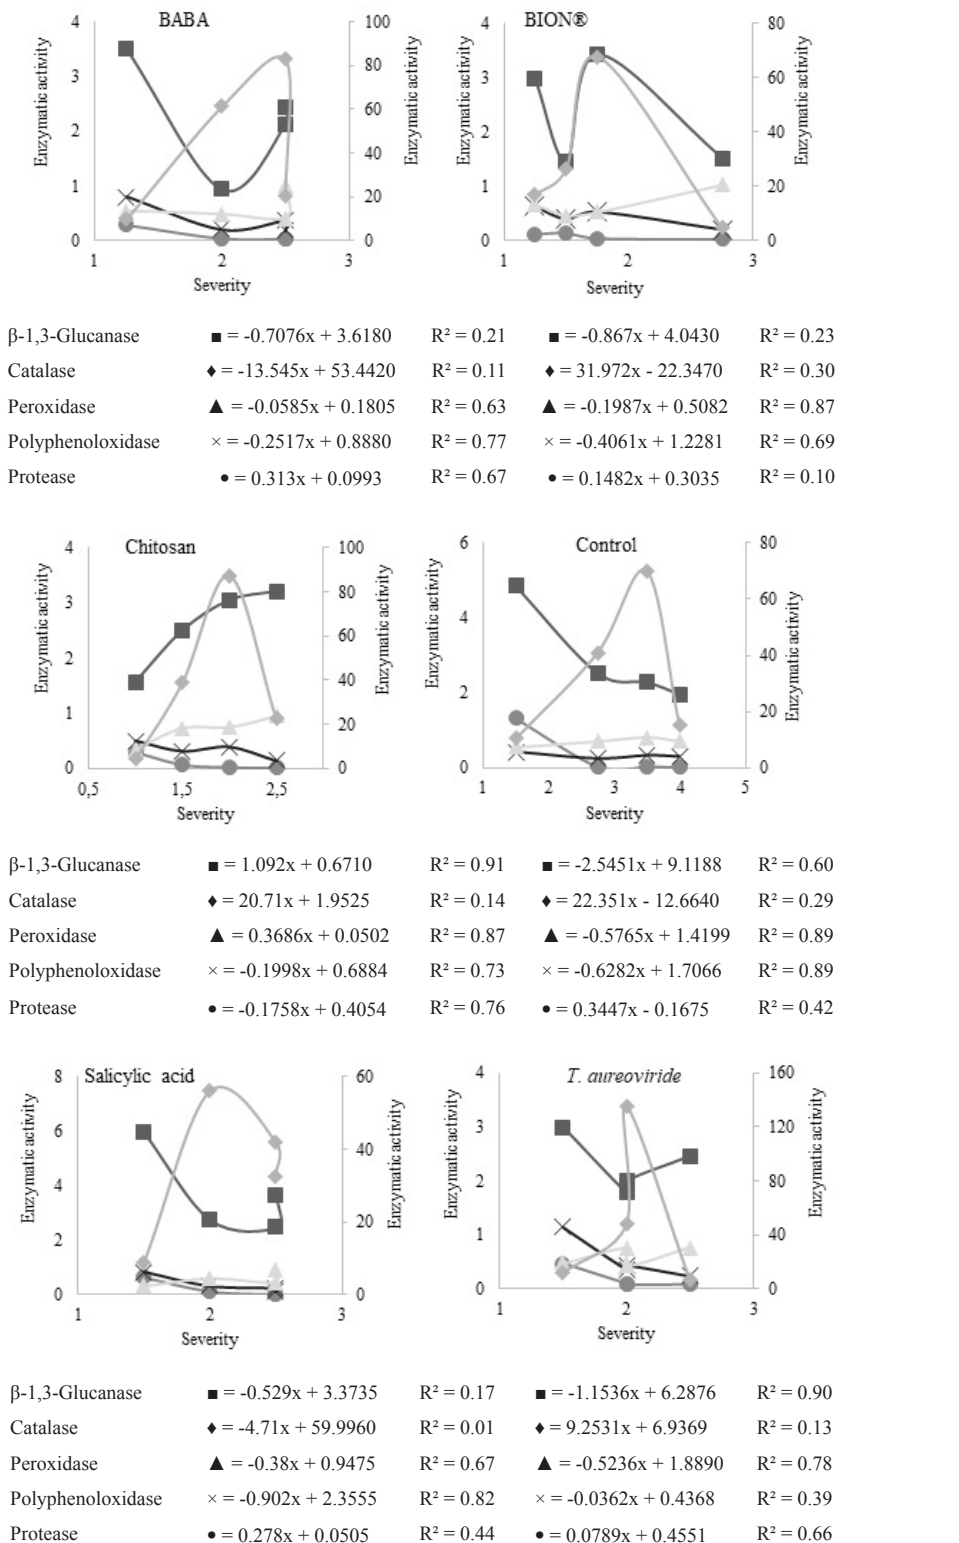 BABA
BION®
4 3 2 1 0
100 80 60 40 20 0
Enzymatic activity
Enzymatic activity
1 2 3
Severity
4 3 2 1 0
80 60 40 20 0
Enzymatic activity
Enzymatic activity
1 2 3
Severity
β-1,3-Glucanase ■ = -0.7076x + 3.6180 R² = 0.21 ■ = -0.867x + 4.0430 R² = 0.23
Catalase ♦ = -13.545x + 53.4420 R² = 0.11 ♦ = 31.972x - 22.3470 R² = 0.30
Peroxidase ▲ = -0.0585x + 0.1805 R² = 0.63 ▲ = -0.1987x + 0.5082 R² = 0.87
Polyphenoloxidase × = -0.2517x + 0.8880 R² = 0.77 × = -0.4061x + 1.2281 R² = 0.69
Protease ● = 0.313x + 0.0993 R² = 0.67 ● = 0.1482x + 0.3035 R² = 0.10
Chitosan
Control
4 3 2 1 0
100 80 60 40 20 0
Enzymatic activity
Enzymatic activity
0,5 1,5 2,5
Severity
6 4 2 0
80 60 40 20 0
Enzymatic activity
Enzymatic activity
1 2 3 4 5
Severity
β-1,3-Glucanase ■ = 1.092x + 0.6710 R² = 0.91 ■ = -2.5451x + 9.1188 R² = 0.60
Catalase ♦ = 20.71x + 1.9525 R² = 0.14 ♦ = 22.351x - 12.6640 R² = 0.29
Peroxidase ▲ = 0.3686x + 0.0502 R² = 0.87 ▲ = -0.5765x + 1.4199 R² = 0.89
Polyphenoloxidase × = -0.1998x + 0.6884 R² = 0.73 × = -0.6282x + 1.7066 R² = 0.89
Protease ● = -0.1758x + 0.4054 R² = 0.76 ● = 0.3447x - 0.1675 R² = 0.42
Salicylic acid
T. aureoviride
8 6 4 2 0
60 40 20 0
Enzymatic activity
Enzymatic activity
1 2 3
Severity
4 3 2 1 0
160 120 80 40 0
Enzymatic activity
Enzymatic activity
1 2 3
Severity
β-1,3-Glucanase ■ = -0.529x + 3.3735 R² = 0.17 ■ = -1.1536x + 6.2876 R² = 0.90
Catalase ♦ = -4.71x + 59.9960 R² = 0.01 ♦ = 9.2531x + 6.9369 R² = 0.13
Peroxidase ▲ = -0.38x + 0.9475 R² = 0.67 ▲ = -0.5236x + 1.8890 R² = 0.78
Polyphenoloxidase × = -0.902x + 2.3555 R² = 0.82 × = -0.0362x + 0.4368 R² = 0.39
Protease ● = 0.278x + 0.0505 R² = 0.44 ● = 0.0789x + 0.4551 R² = 0.66